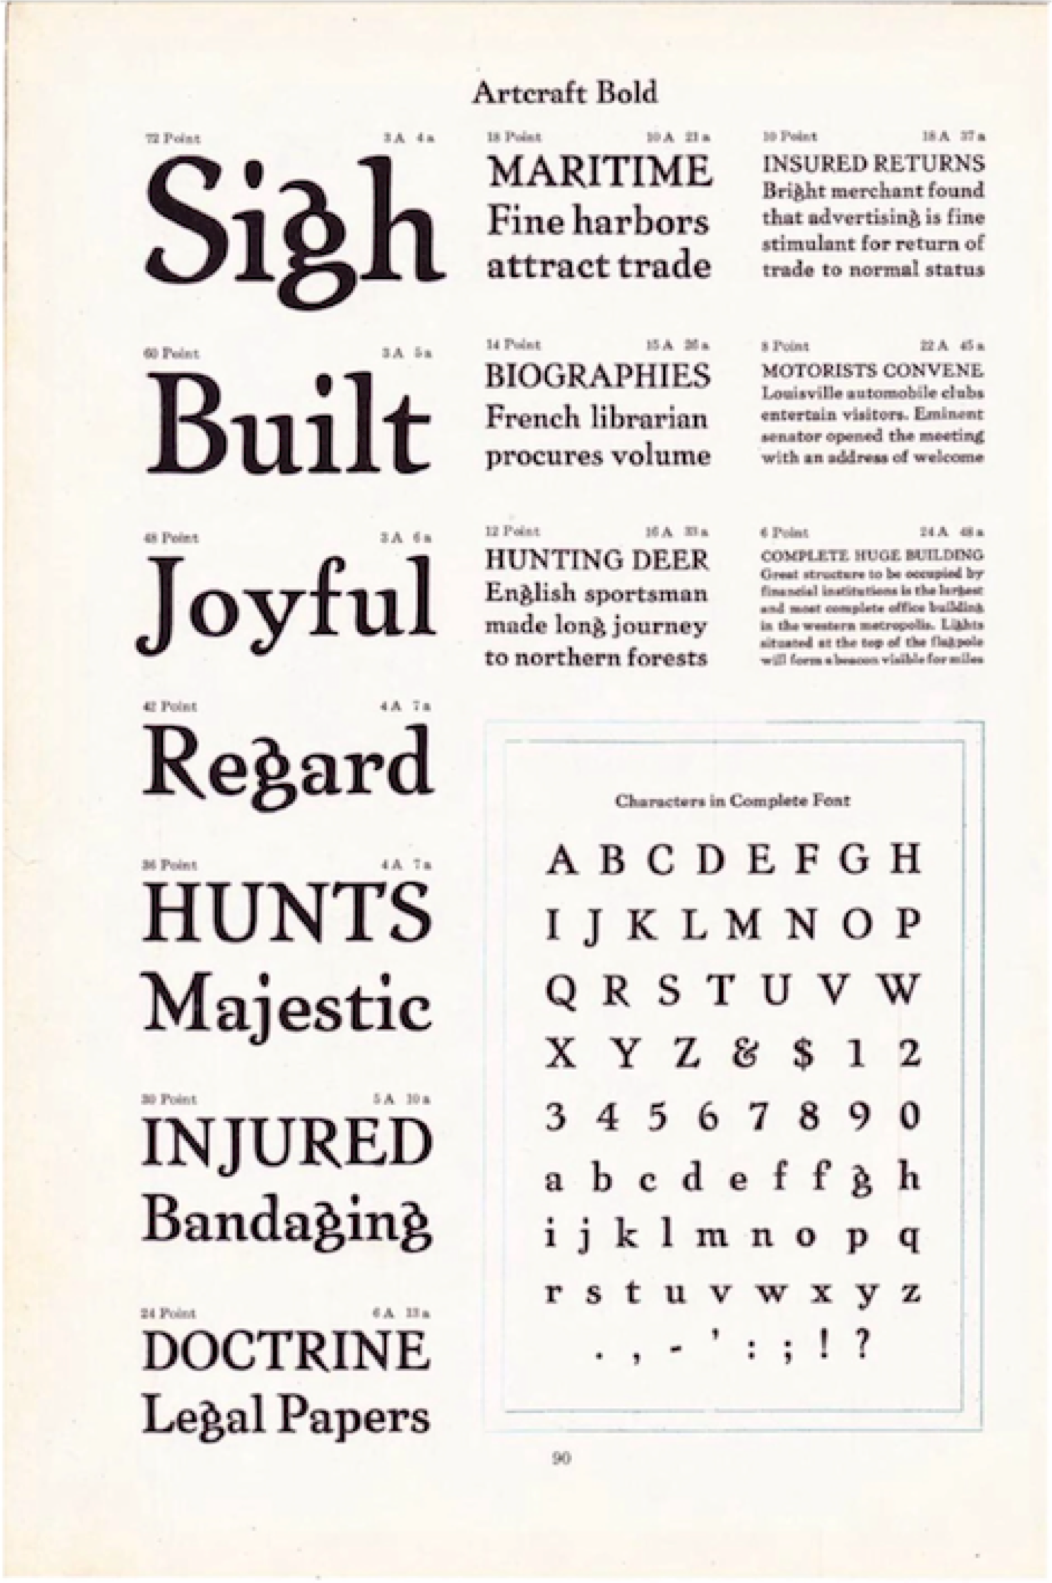 Artcraft Bold
72 Point 3 A 4 a
Sigh
60 Point 3 A 5 a
Built
48 Point 3 A 6 a
Joyful
42 Point 4 A 7 a
Regard
36 Point 4 A 7 a
HUNTS
Majestic
30 Point 5 A 10 a
INJURED
Bandaging
24 Point 6 A 13 a
DOCTRINE
Legal Papers
18 Point 10 A 21 a
MARITIME
Fine harbors
attract trade
14 Point 15 A 26 a
BIOGRAPHIES
French librarian
procures volume
12 Point 16 A 33 a
HUNTING DEER
English sportsman
made long journey
to northern forests
10 Point 18 A 37 a
INSURED RETURNS
Bright merchant found
that advertising is fine
stimulant for return of
trade to normal status
8 Point 22 A 45 a
MOTORISTS CONVENE
Louisville automobile clubs
entertain visitors. Eminent
senator opened the meeting
with an address of welcome
6 Point 24 A 48 a
COMPLETE HUGE BUILDING
Great structure to be occupied by
financial institutions is the largest
and most complete office building
in the western metropolis. Lights
situated at the top of the flagpole
will form a beacon visible for miles
Characters in Complete Font
A B C D E F G H
I J K L M N O P
Q R S T U V W
X Y Z & $ 1 2
3 4 5 6 7 8 9 0
a b c d e f f g h
i j k l m n o p q
r s t u v w x y z
. , - ' : ; ! ?
90